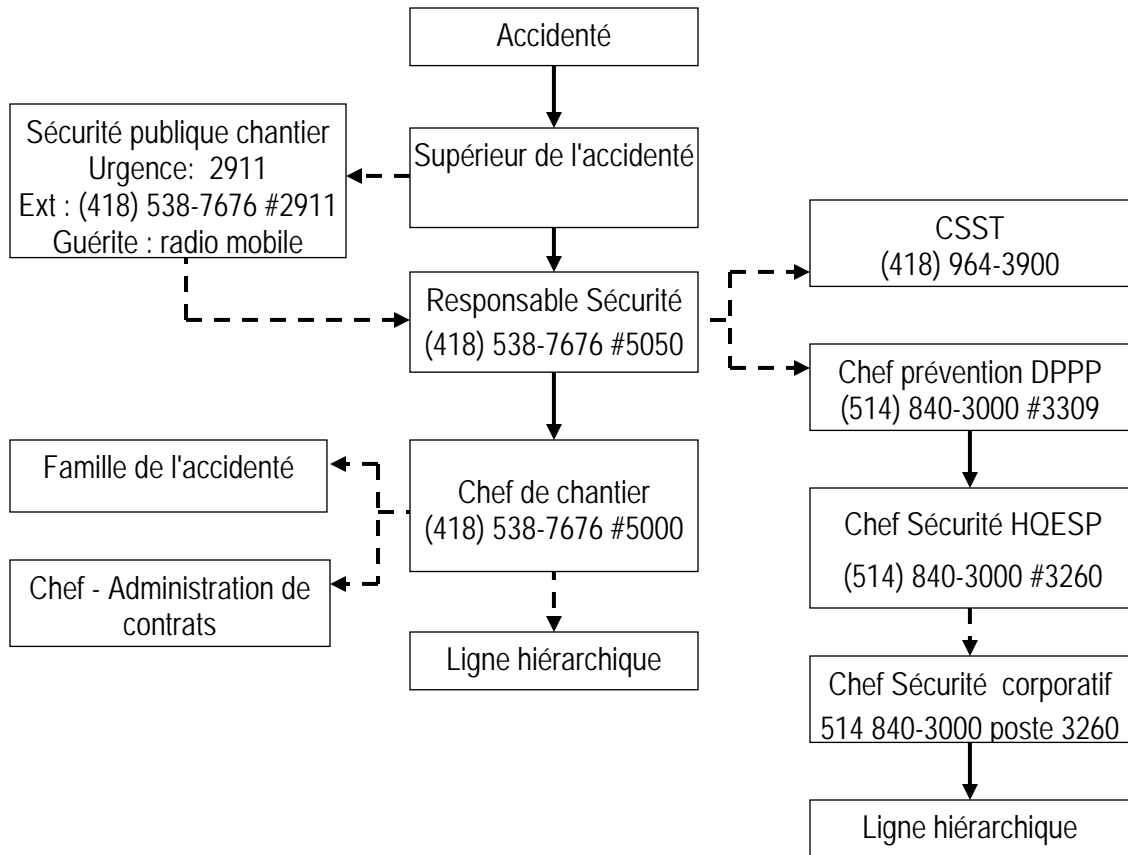 Accidenté
Sécurité publique chantier
Urgence: 2911
Ext : (418) 538-7676 #2911
Guérite : radio mobile
Supérieur de l'accidenté
CSST
(418) 964-3900
Responsable Sécurité
(418) 538-7676 #5050
Chef prévention DPPP
(514) 840-3000 #3309
Famille de l'accidenté
Chef de chantier
(418) 538-7676 #5000
Chef Sécurité HQESP
(514) 840-3000 #3260
Chef - Administration de
contrats
Ligne hiérarchique
Chef Sécurité corporatif
514 840-3000 poste 3260
Ligne hiérarchique